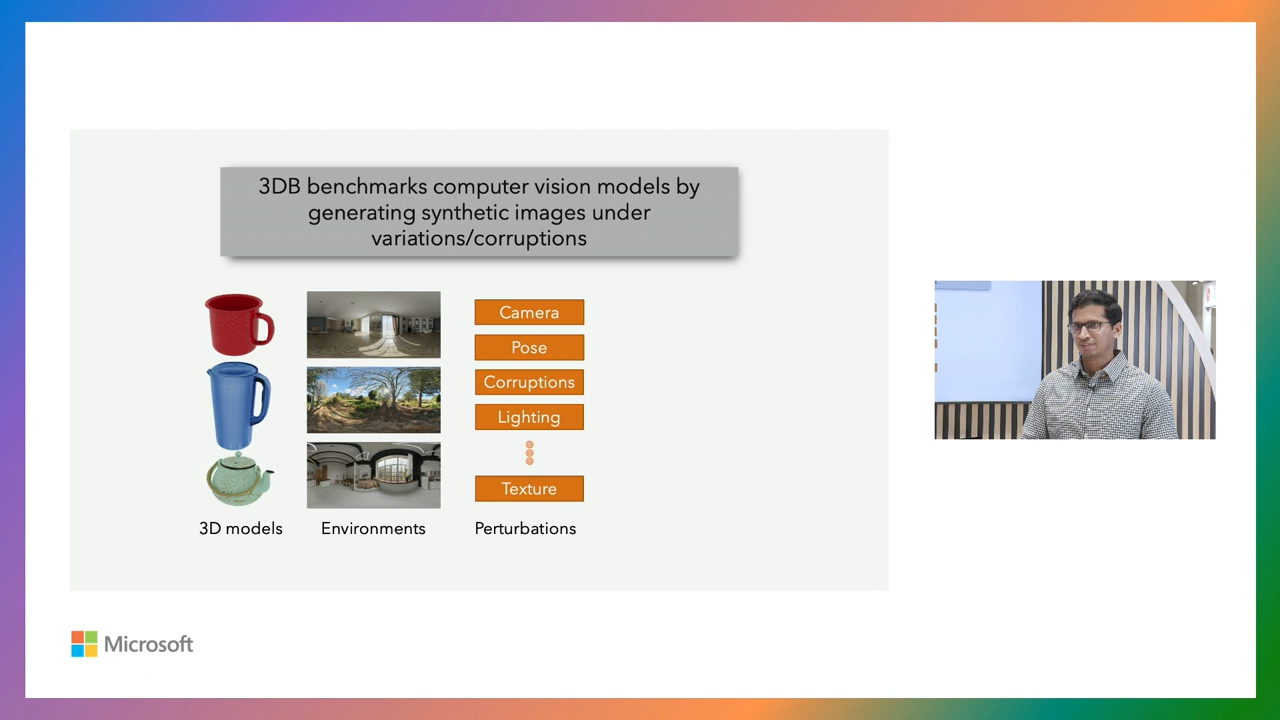 3DB benchmarks computer vision models by
generating synthetic images under
variations/corruptions
Camera
Pose
Corruptions
Lighting
Texture
3D models
Environments
Perturbations
Microsoft